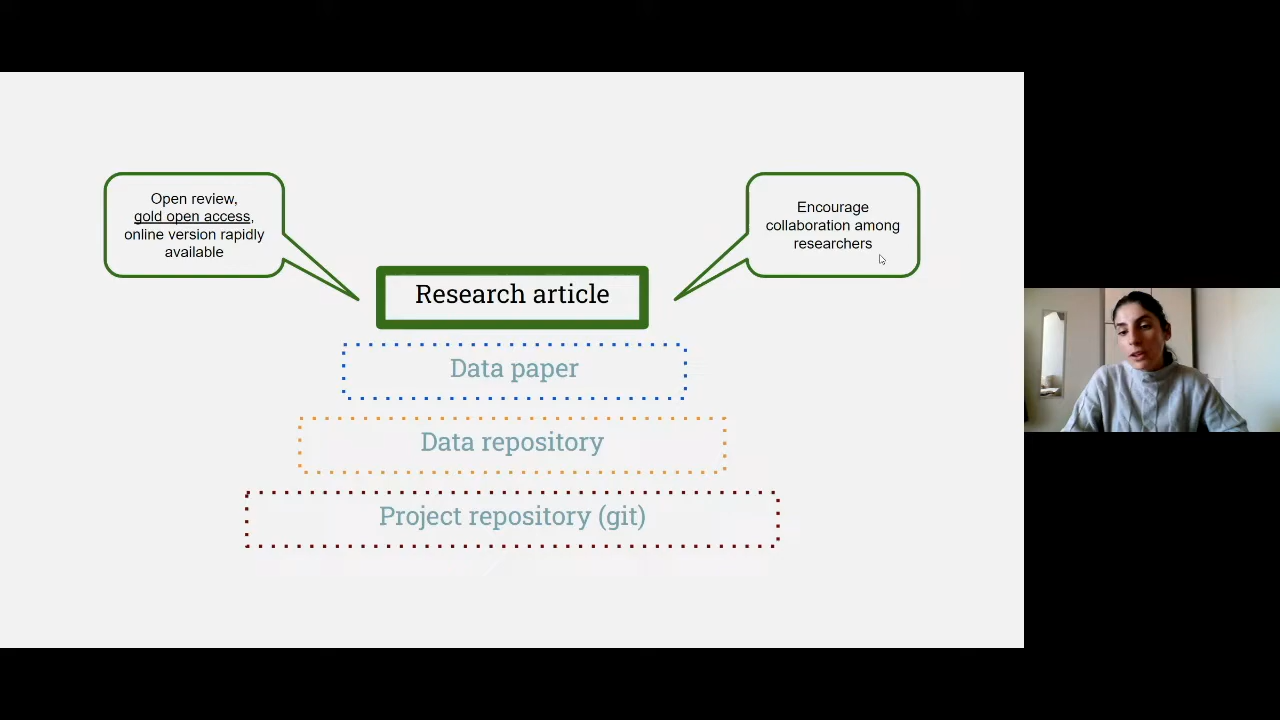 Open review,
gold open access,
online version rapidly
available
Encourage
collaboration among
researchers
Research article
Data paper
Data repository
Project repository (git)